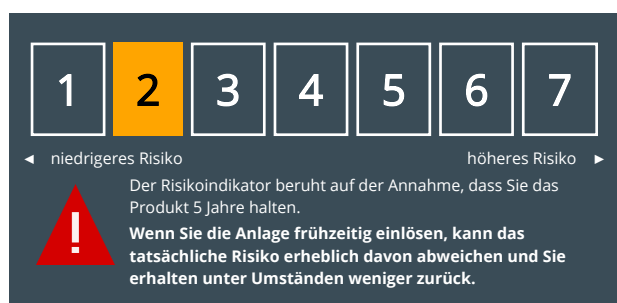 1 2 3 4 5 6 7
◄ niedrigeres Risiko höheres Risiko ►
!
Der Risikoindikator beruht auf der Annahme, dass Sie das
Produkt 5 Jahre halten.
Wenn Sie die Anlage frühzeitig einlösen, kann das
tatsächliche Risiko erheblich davon abweichen und Sie
erhalten unter Umständen weniger zurück.